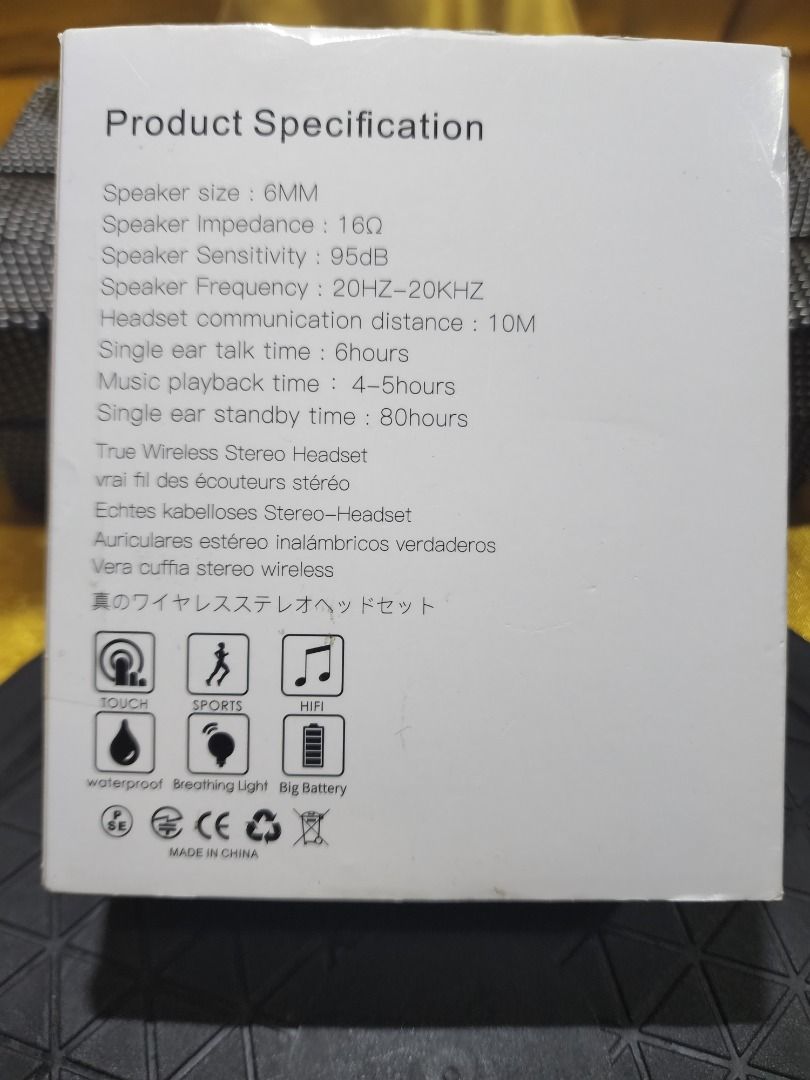 Product Specification
Speaker size : 6MM
Speaker Impedance : 16Ω
Speaker Sensitivity : 95dB
Speaker Frequency : 20HZ-20KHZ
Headset communication distance : 10M
Single ear talk time : 6hours
Music playback time : 4-5hours
Single ear standby time : 80hours
True Wireless Stereo Headset
vrai fil des écouteurs stéréo
Echtes kabelloses Stereo-Headset
Auriculares estéreo inalámbricos verdaderos
Vera cuffia stereo wireless
真のワイヤレスステレオヘッドセット
TOUCH SPORTS HIFI
waterproof Breathing Light Big Battery
PSE CE
MADE IN CHINA